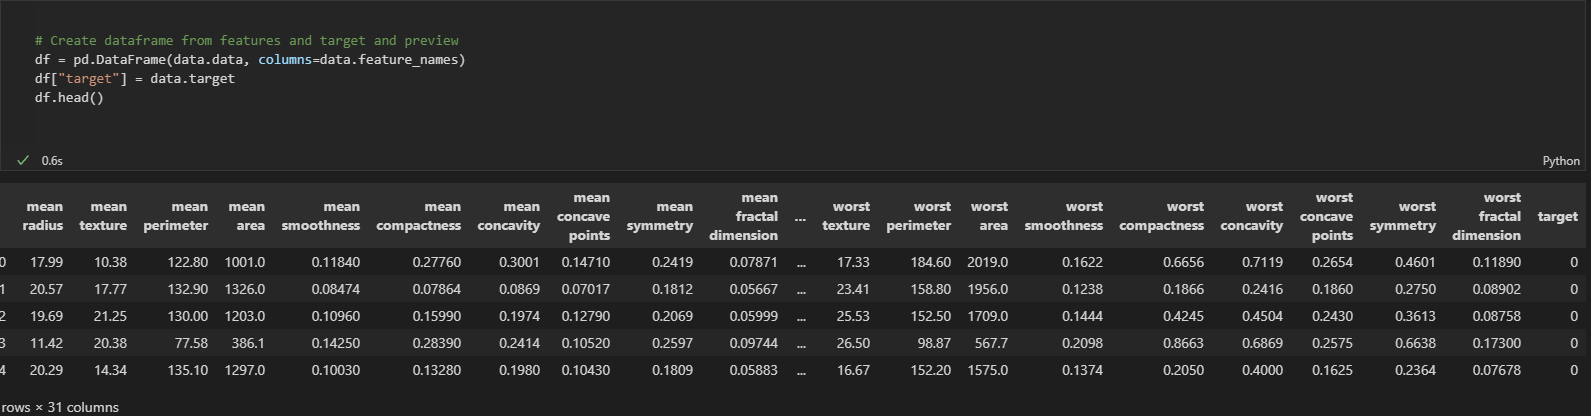 # Create dataframe from features and target and preview
df = pd.DataFrame(data.data, columns=data.feature_names)
df["target"] = data.target
df.head()
0.6s
Python
mean radius mean texture mean perimeter mean area mean smoothness mean compactness mean concavity mean concave points mean symmetry mean fractal dimension ... worst texture worst perimeter worst area worst smoothness worst compactness worst concavity worst concave points worst symmetry worst fractal dimension target
0 17.99 10.38 122.80 1001.0 0.11840 0.27760 0.3001 0.14710 0.2419 0.07871 ... 17.33 184.60 2019.0 0.1622 0.6656 0.7119 0.2654 0.4601 0.11890 0
1 20.57 17.77 132.90 1326.0 0.08474 0.07864 0.0869 0.07017 0.1812 0.05667 ... 23.41 158.80 1956.0 0.1238 0.1866 0.2416 0.1860 0.2750 0.08902 0
2 19.69 21.25 130.00 1203.0 0.10960 0.15990 0.1974 0.12790 0.2069 0.05999 ... 25.53 152.50 1709.0 0.1444 0.4245 0.4504 0.2430 0.3613 0.08758 0
3 11.42 20.38 77.58 386.1 0.14250 0.28390 0.2414 0.10520 0.2597 0.09744 ... 26.50 98.87 567.7 0.2098 0.8663 0.6869 0.2575 0.6638 0.17300 0
4 20.29 14.34 135.10 1297.0 0.10030 0.13280 0.1980 0.10430 0.1809 0.05883 ... 16.67 152.20 1575.0 0.1374 0.2050 0.4000 0.1625 0.2364 0.07678 0
rows × 31 columns